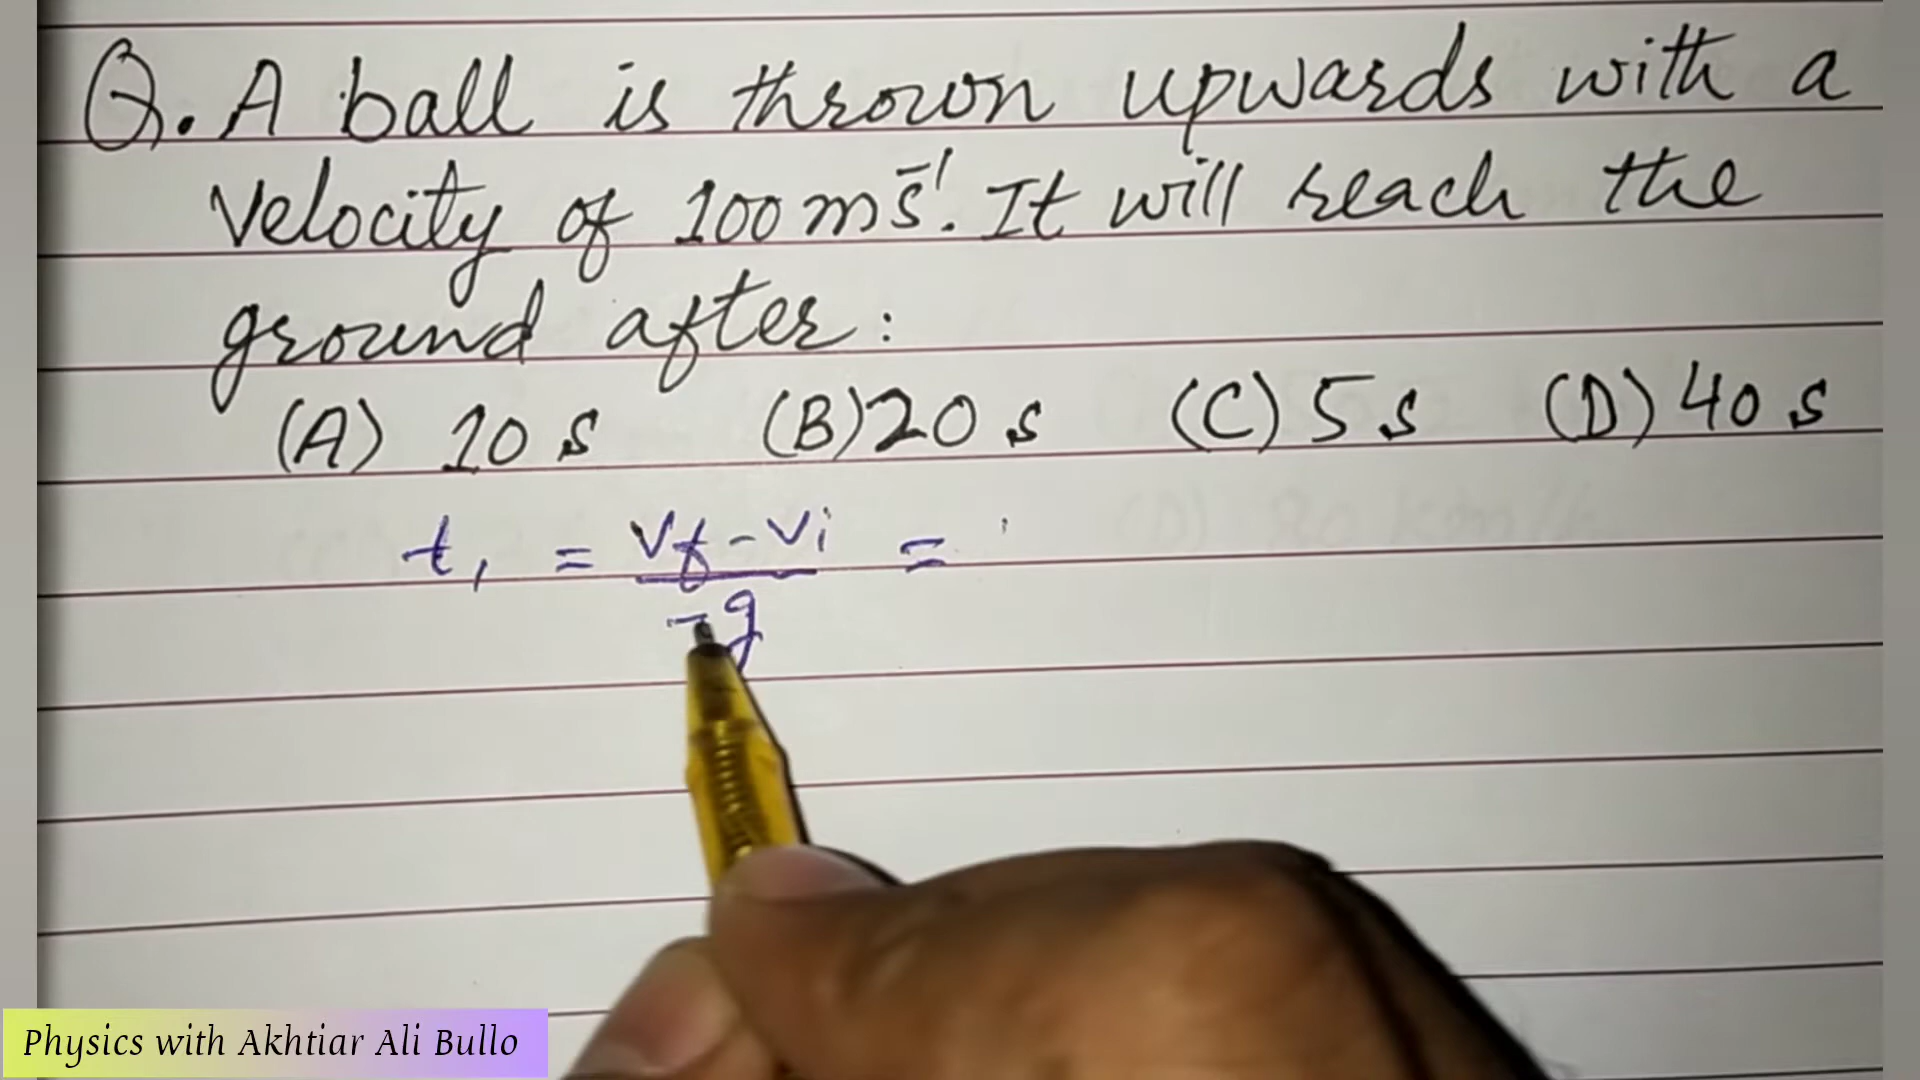 Q. A ball is thrown upwards with a
velocity of 100 ms⁻¹. It will reach the
ground after:
(A) 10 s (B) 20 s (C) 5 s (D) 40 s
t₁ = vf - vi =
-g
Physics with Akhtiar Ali Bullo